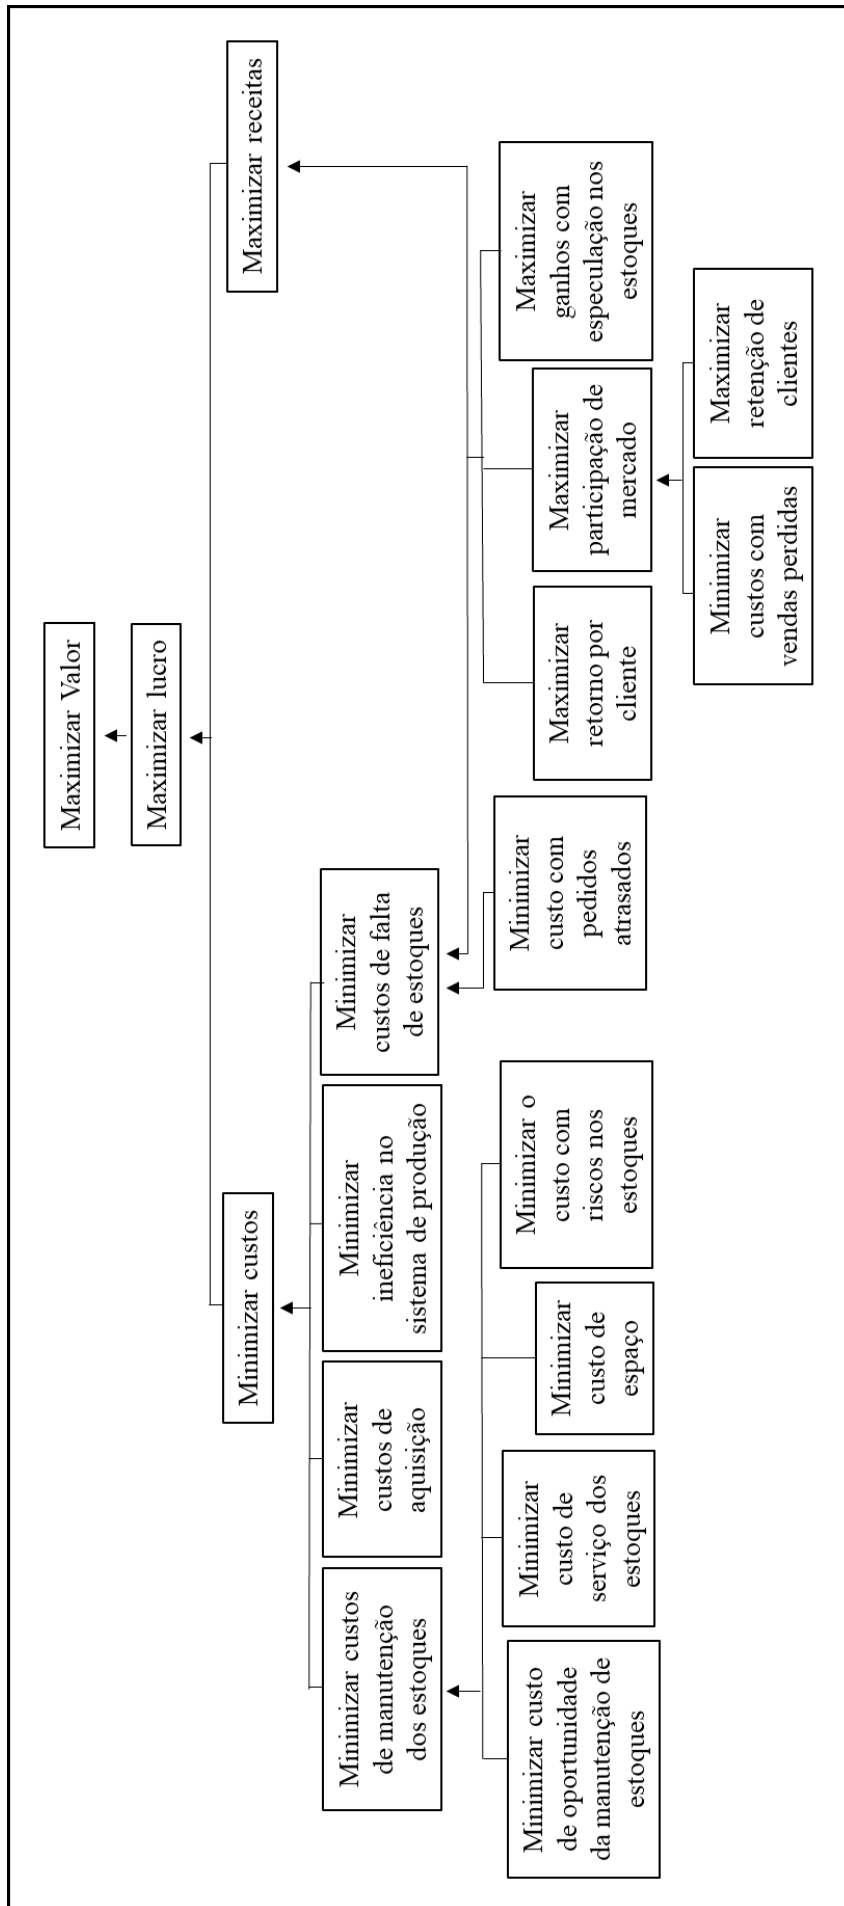 Maximizar Valor
Maximizar lucro
Minimizar custos
Maximizar receitas
Minimizar custos
de manutenção
dos estoques
Minimizar
custos de
aquisição
Minimizar
ineficiência no
sistema de produção
Minimizar
custos de falta
de estoques
Minimizar custo
de oportunidade
da manutenção de
estoques
Minimizar
custo de
serviço dos
estoques
Minimizar
custo de
espaço
Minimizar o
custo com
riscos nos
estoques
Minimizar
custo com
pedidos
atrasados
Maximizar
retorno por
cliente
Maximizar
participação de
mercado
Maximizar
ganhos com
especulação nos
estoques
Minimizar
custos com
vendas perdidas
Maximizar
retenção de
clientes